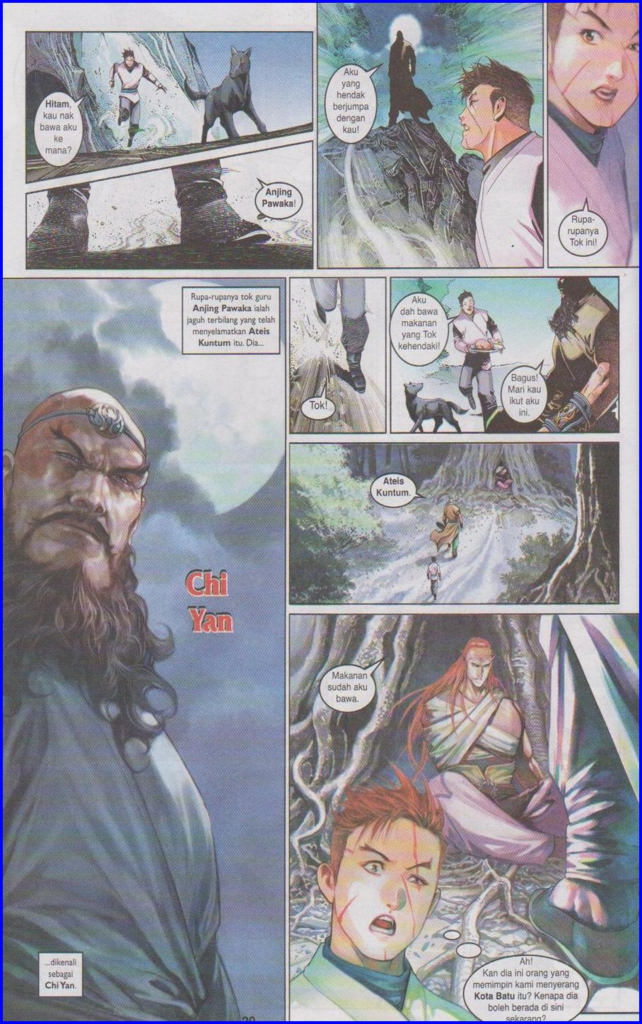 Hitam,
kau nak
bawa aku
ke
mana?
Anjing
Pawaka!
Aku
yang
hendak
berjumpa
dengan
kau!
Rupa-
rupanya
Tok ini!
Rupa-rupanya tok guru
Anjing Pawaka ialah
jaguh terbilang yang telah
menyelamatkan Ateis
Kuntum itu. Dia...
Chi
Yan
...dikenali
sebagai
Chi Yan.
Tok!
Aku
dah bawa
makanan
yang Tok
kehendaki!
Bagus!
Mari kau
ikut aku
ini.
Ateis
Kuntum.
Makanan
sudah aku
bawa.
Ah!
Kan dia ini orang yang
memimpin kami menyerang
Kota Batu itu? Kenapa dia
boleh berada di sini
sekarang?